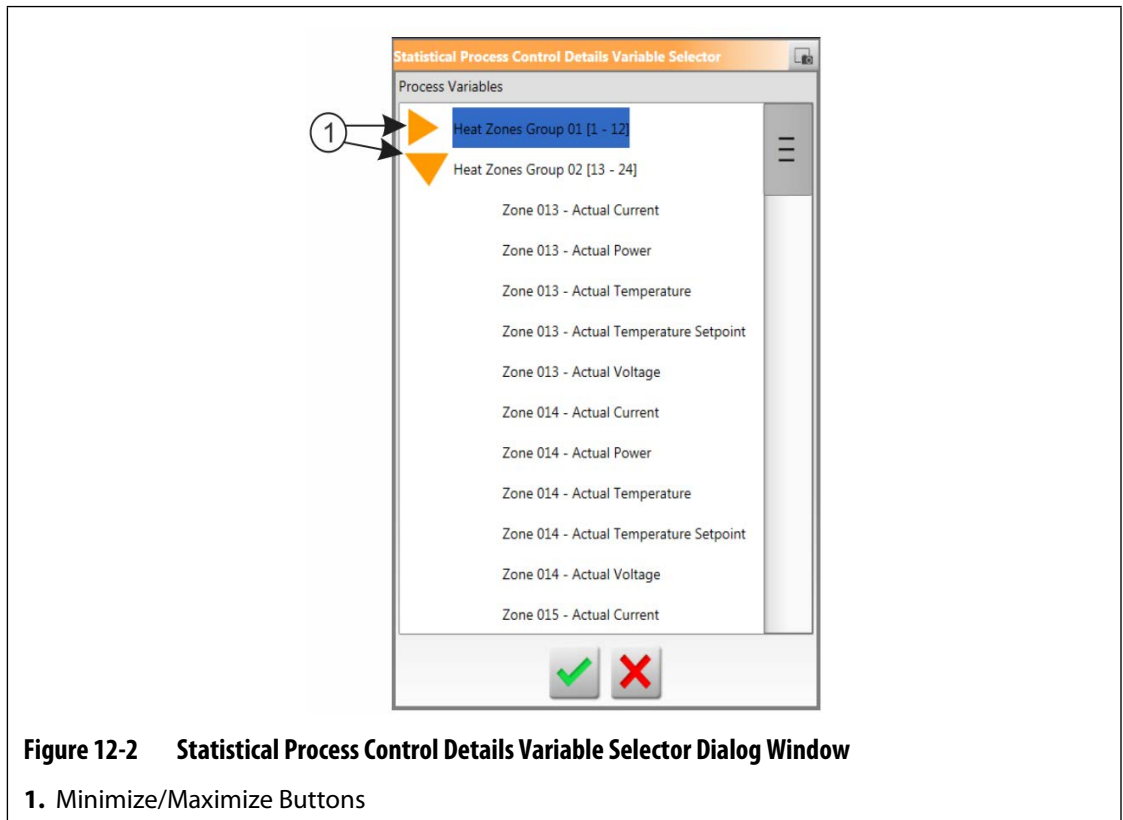 Statistical Process Control Details Variable Selector
Process Variables
1
Heat Zones Group 01 [1 - 12]
Heat Zones Group 02 [13 - 24]
Zone 013 - Actual Current
Zone 013 - Actual Power
Zone 013 - Actual Temperature
Zone 013 - Actual Temperature Setpoint
Zone 013 - Actual Voltage
Zone 014 - Actual Current
Zone 014 - Actual Power
Zone 014 - Actual Temperature
Zone 014 - Actual Temperature Setpoint
Zone 014 - Actual Voltage
Zone 015 - Actual Current
Figure 12-2 Statistical Process Control Details Variable Selector Dialog Window
1. Minimize/Maximize Buttons